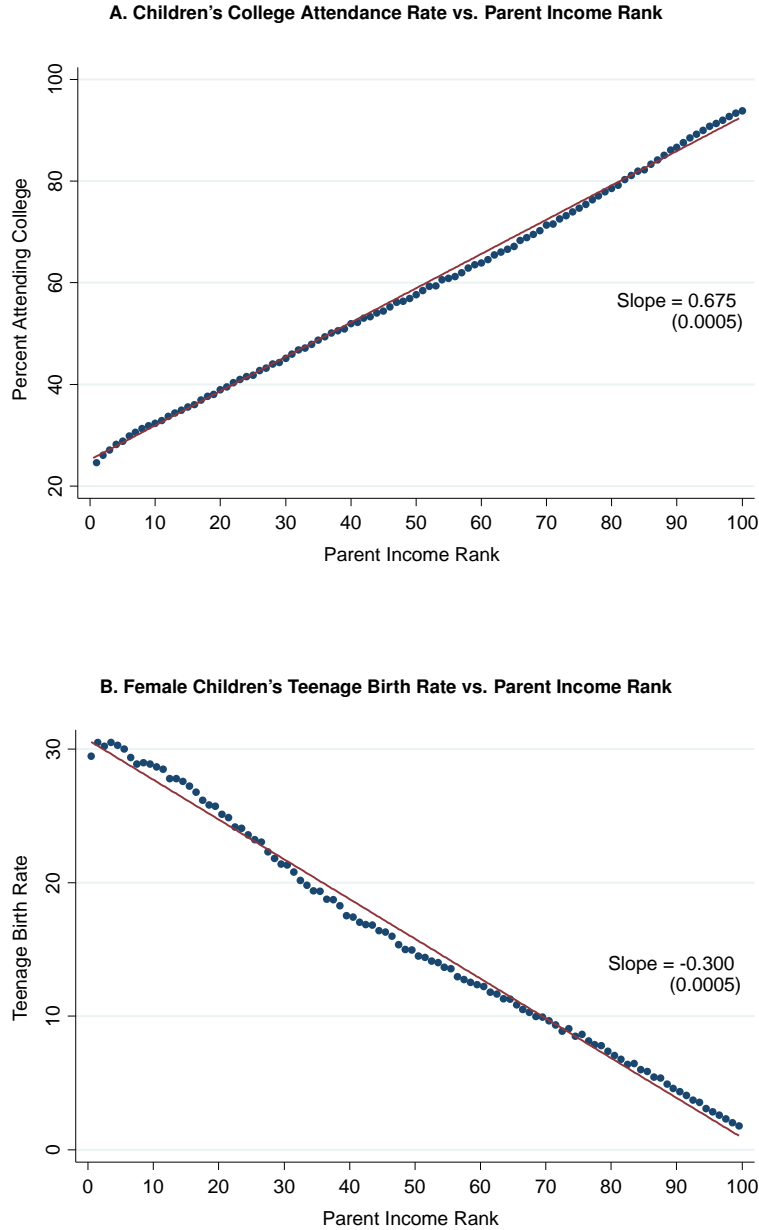 A. Children's College Attendance Rate vs. Parent Income Rank
100
80
60
40
20
Percent Attending College
Slope = 0.675
(0.0005)
0 10 20 30 40 50 60 70 80 90 100
Parent Income Rank
B. Female Children's Teenage Birth Rate vs. Parent Income Rank
30
20
10
0
Teenage Birth Rate
Slope = -0.300
(0.0005)
0 10 20 30 40 50 60 70 80 90 100
Parent Income Rank